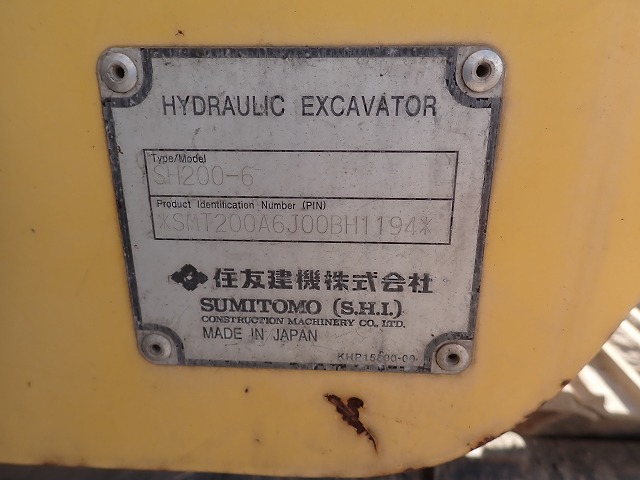 HYDRAULIC EXCAVATOR
Type/Model
SH200-6
Product Identification Number (PIN)
*SMT200A6J00BH1194*
住友建機株式会社
SUMITOMO (S.H.I.)
CONSTRUCTION MACHINERY CO., LTD.
MADE IN JAPAN